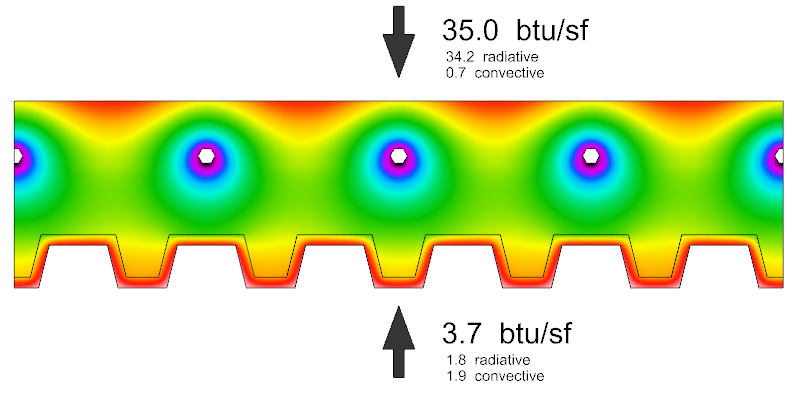 35.0 btu/sf
34.2 radiative
0.7 convective
3.7 btu/sf
1.8 radiative
1.9 convective